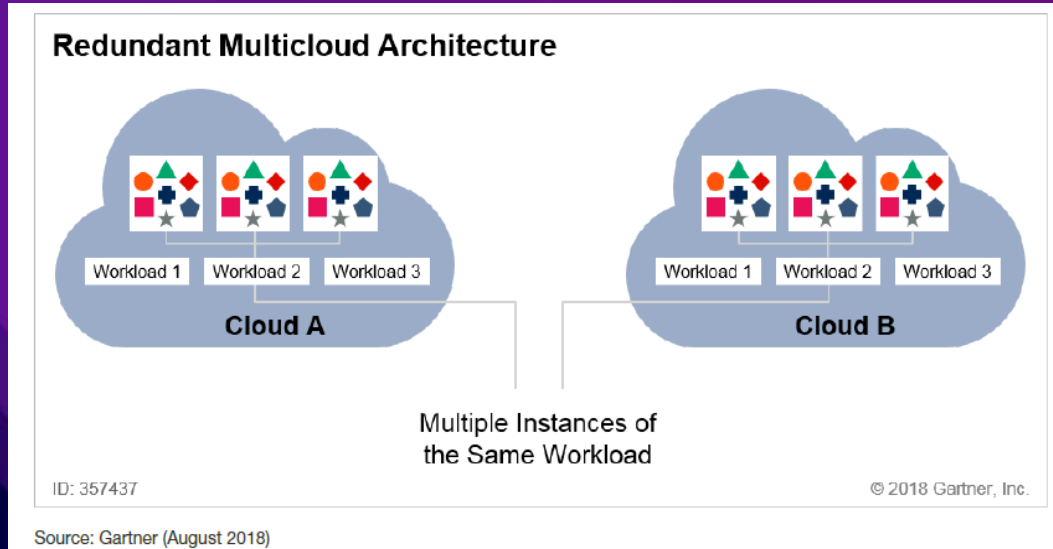 Redundant Multicloud Architecture
Workload 1 Workload 2 Workload 3
Cloud A
Workload 1 Workload 2 Workload 3
Cloud B
Multiple Instances of
the Same Workload
ID: 357437
© 2018 Gartner, Inc.
Source: Gartner (August 2018)